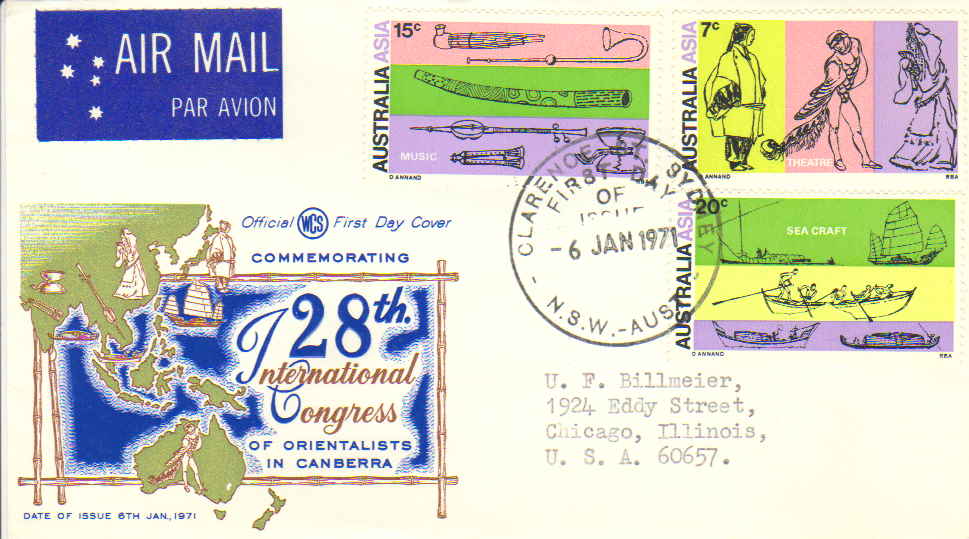 AIR MAIL
PAR AVION
15c
AUSTRALIA ASIA
MUSIC
D ANNAND
7c
AUSTRALIA ASIA
THEATRE
D ANNAND
RBA
20c
AUSTRALIA ASIA
SEA CRAFT
D ANNAND
RBA
CLARENCE ST. SYDNEY
FIRST DAY
OF
ISSUE
-6 JAN 1971
N.S.W.-AUST
Official WCS First Day Cover
COMMEMORATING
28th.
International
Congress
OF ORIENTALISTS
IN CANBERRA
DATE OF ISSUE 6TH JAN., 1971
U. F. Billmeier,
1924 Eddy Street,
Chicago, Illinois,
U. S. A. 60657.